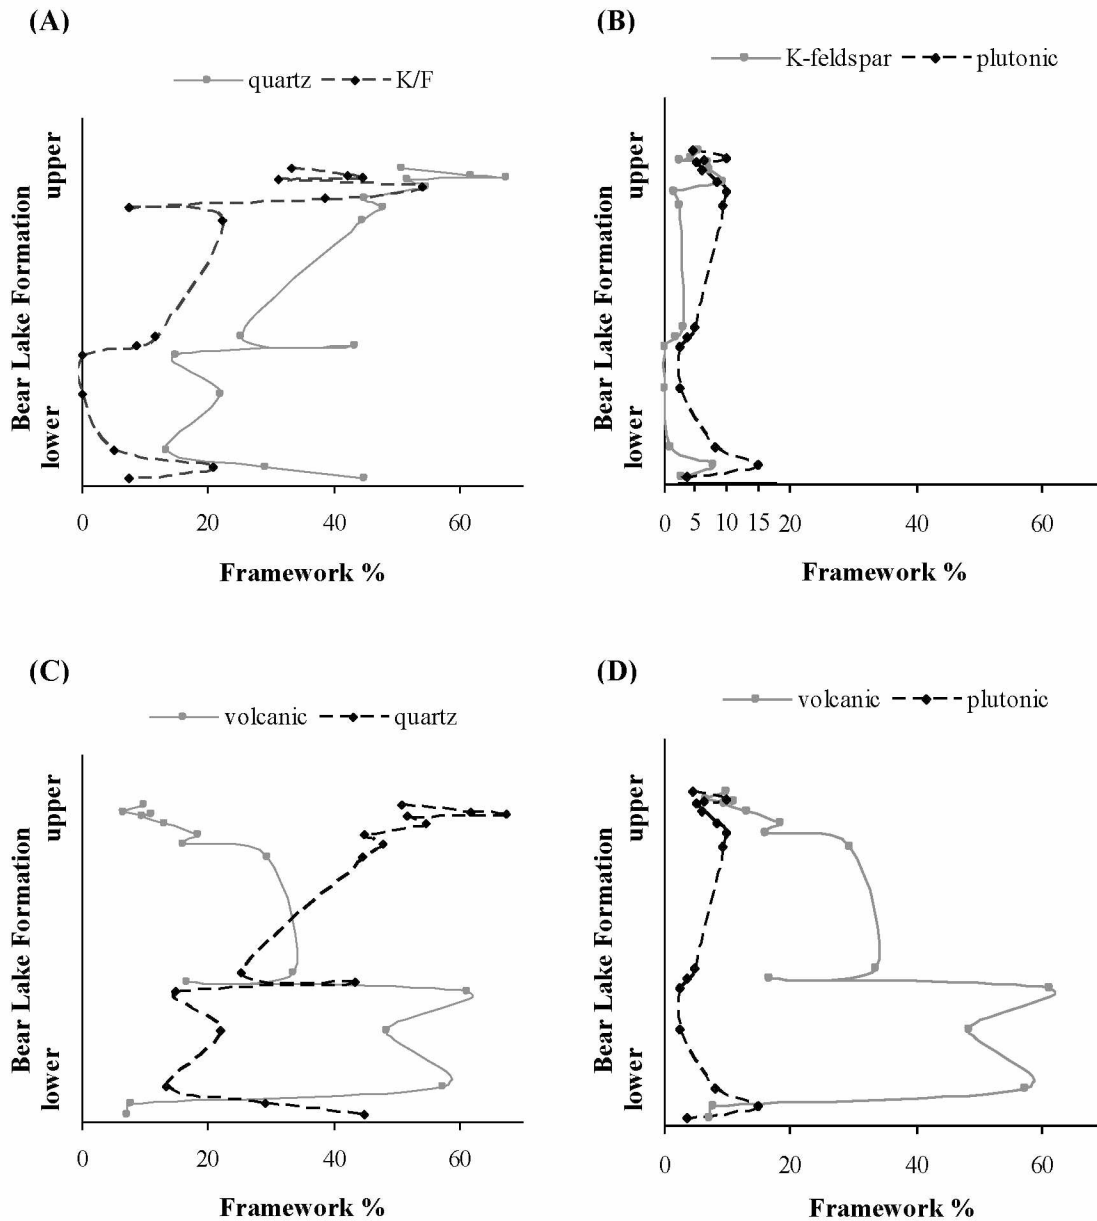 (A)
quartz K/F
Bear Lake Formation
upper
lower
0 20 40 60
Framework %
(B)
K-feldspar plutonic
Bear Lake Formation
upper
lower
0 5 10 15 20 40 60
Framework %
(C)
volcanic quartz
Bear Lake Formation
upper
lower
0 20 40 60
Framework %
(D)
volcanic plutonic
Bear Lake Formation
upper
lower
0 20 40 60
Framework %